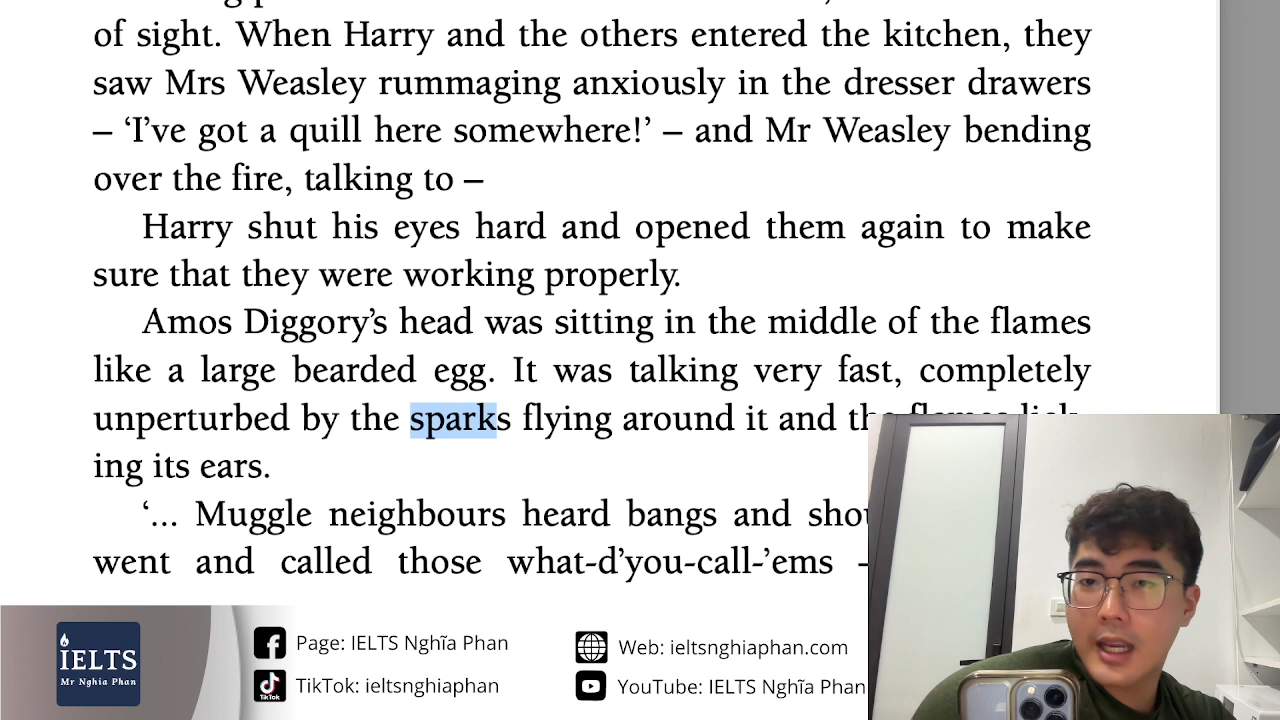 of sight. When Harry and the others entered the kitchen, they
saw Mrs Weasley rummaging anxiously in the dresser drawers
– ‘I’ve got a quill here somewhere!’ – and Mr Weasley bending
over the fire, talking to –
Harry shut his eyes hard and opened them again to make
sure that they were working properly.
Amos Diggory’s head was sitting in the middle of the flames
like a large bearded egg. It was talking very fast, completely
unperturbed by the sparks flying around it and the flames lick-
ing its ears.
‘… Muggle neighbours heard bangs and
went and called those what-d’you-call-’ems –
IELTS
Mr Nghia Phan
Page: IELTS Nghĩa Phan
TikTok
TikTok: ieltsnghiaphan
Web: ieltsnghiaphan.com
YouTube: IELTS Nghĩa Phan